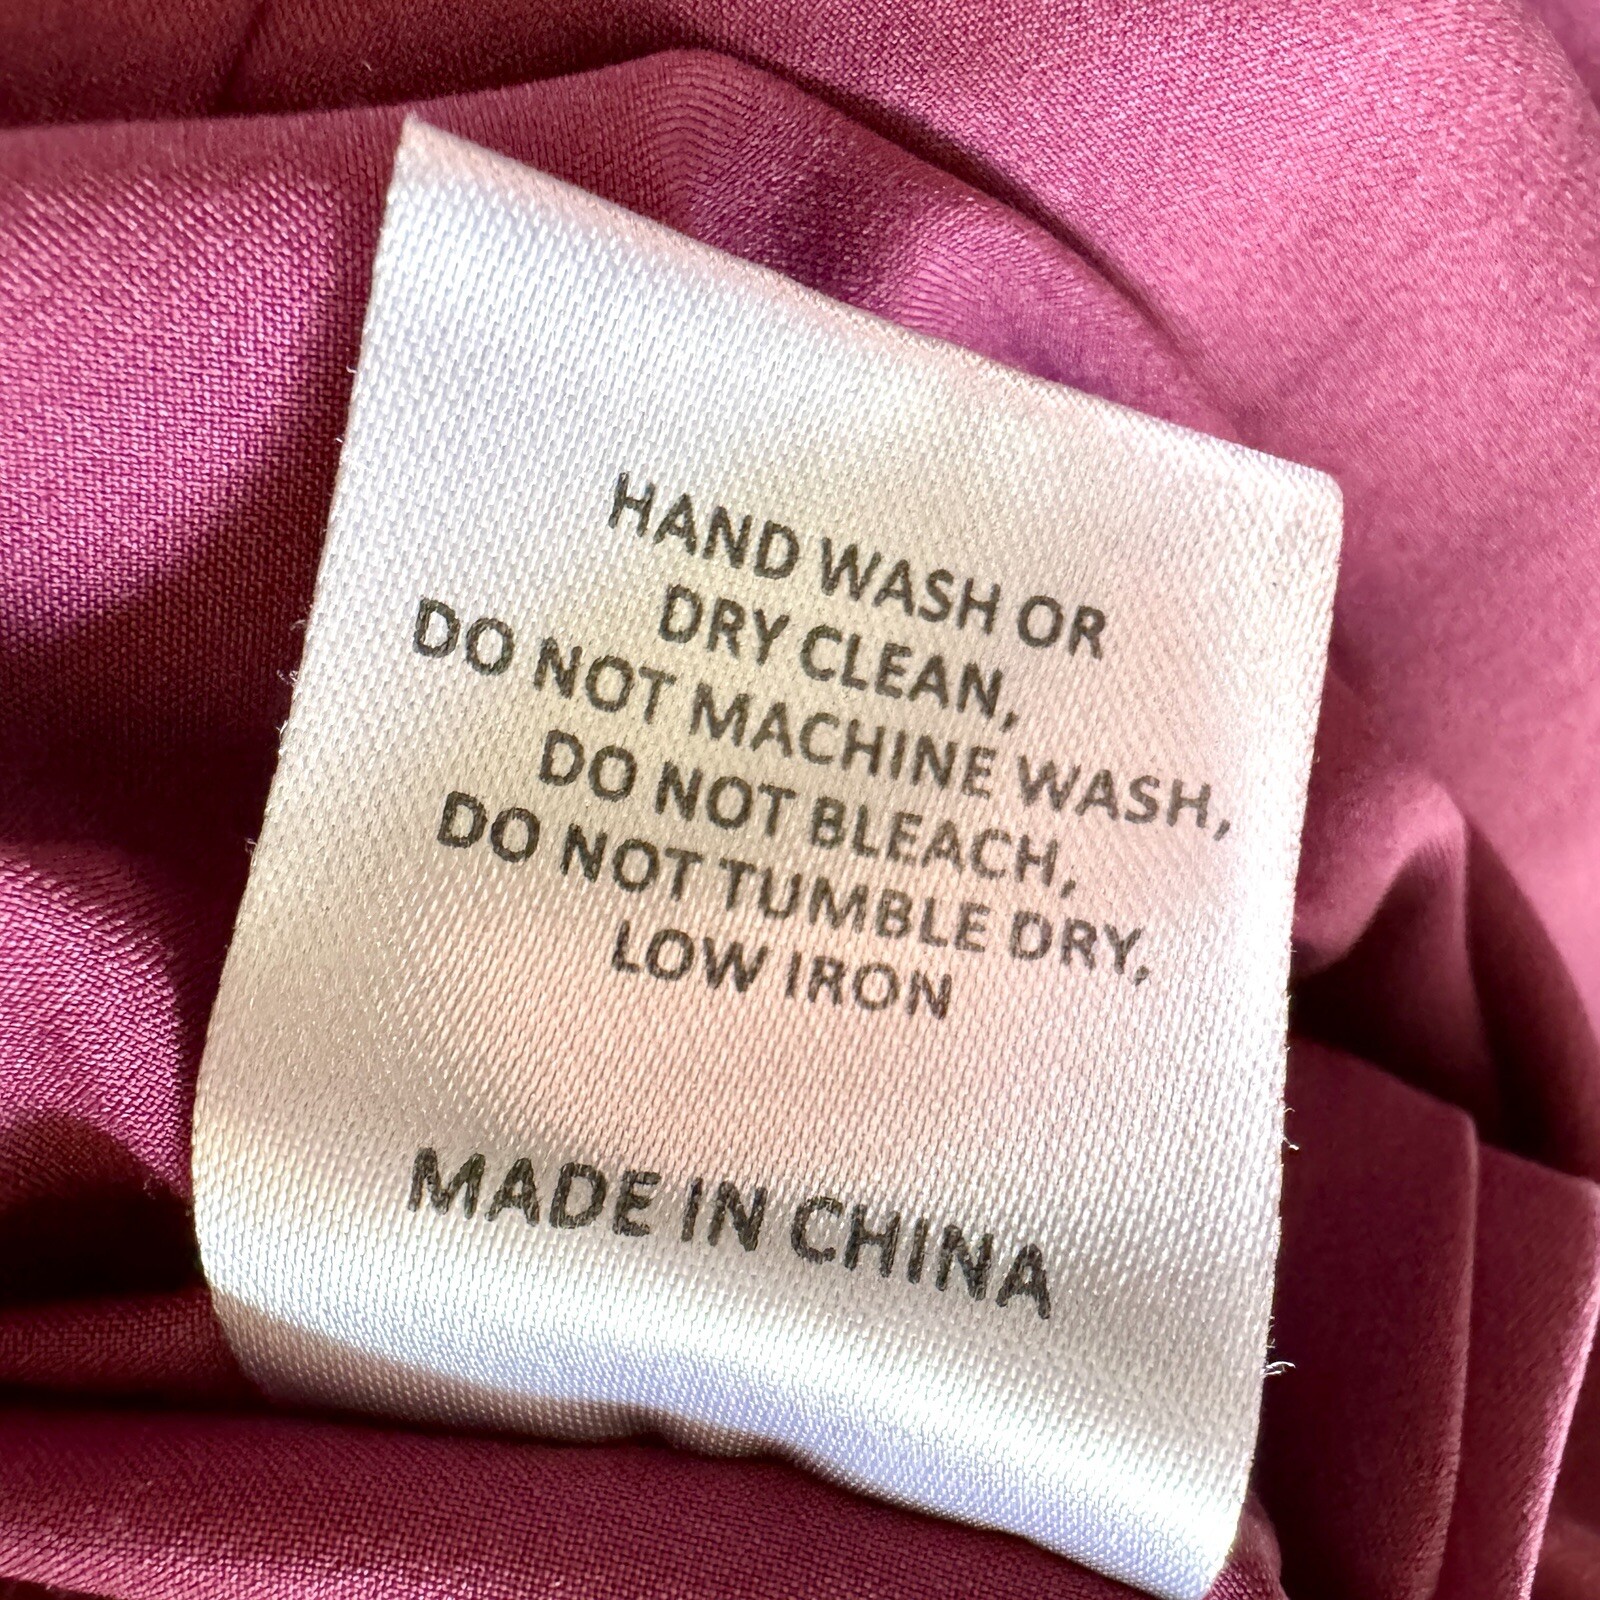 HAND WASH OR
DRY CLEAN,
DO NOT MACHINE WASH,
DO NOT BLEACH,
DO NOT TUMBLE DRY,
LOW IRON
MADE IN CHINA